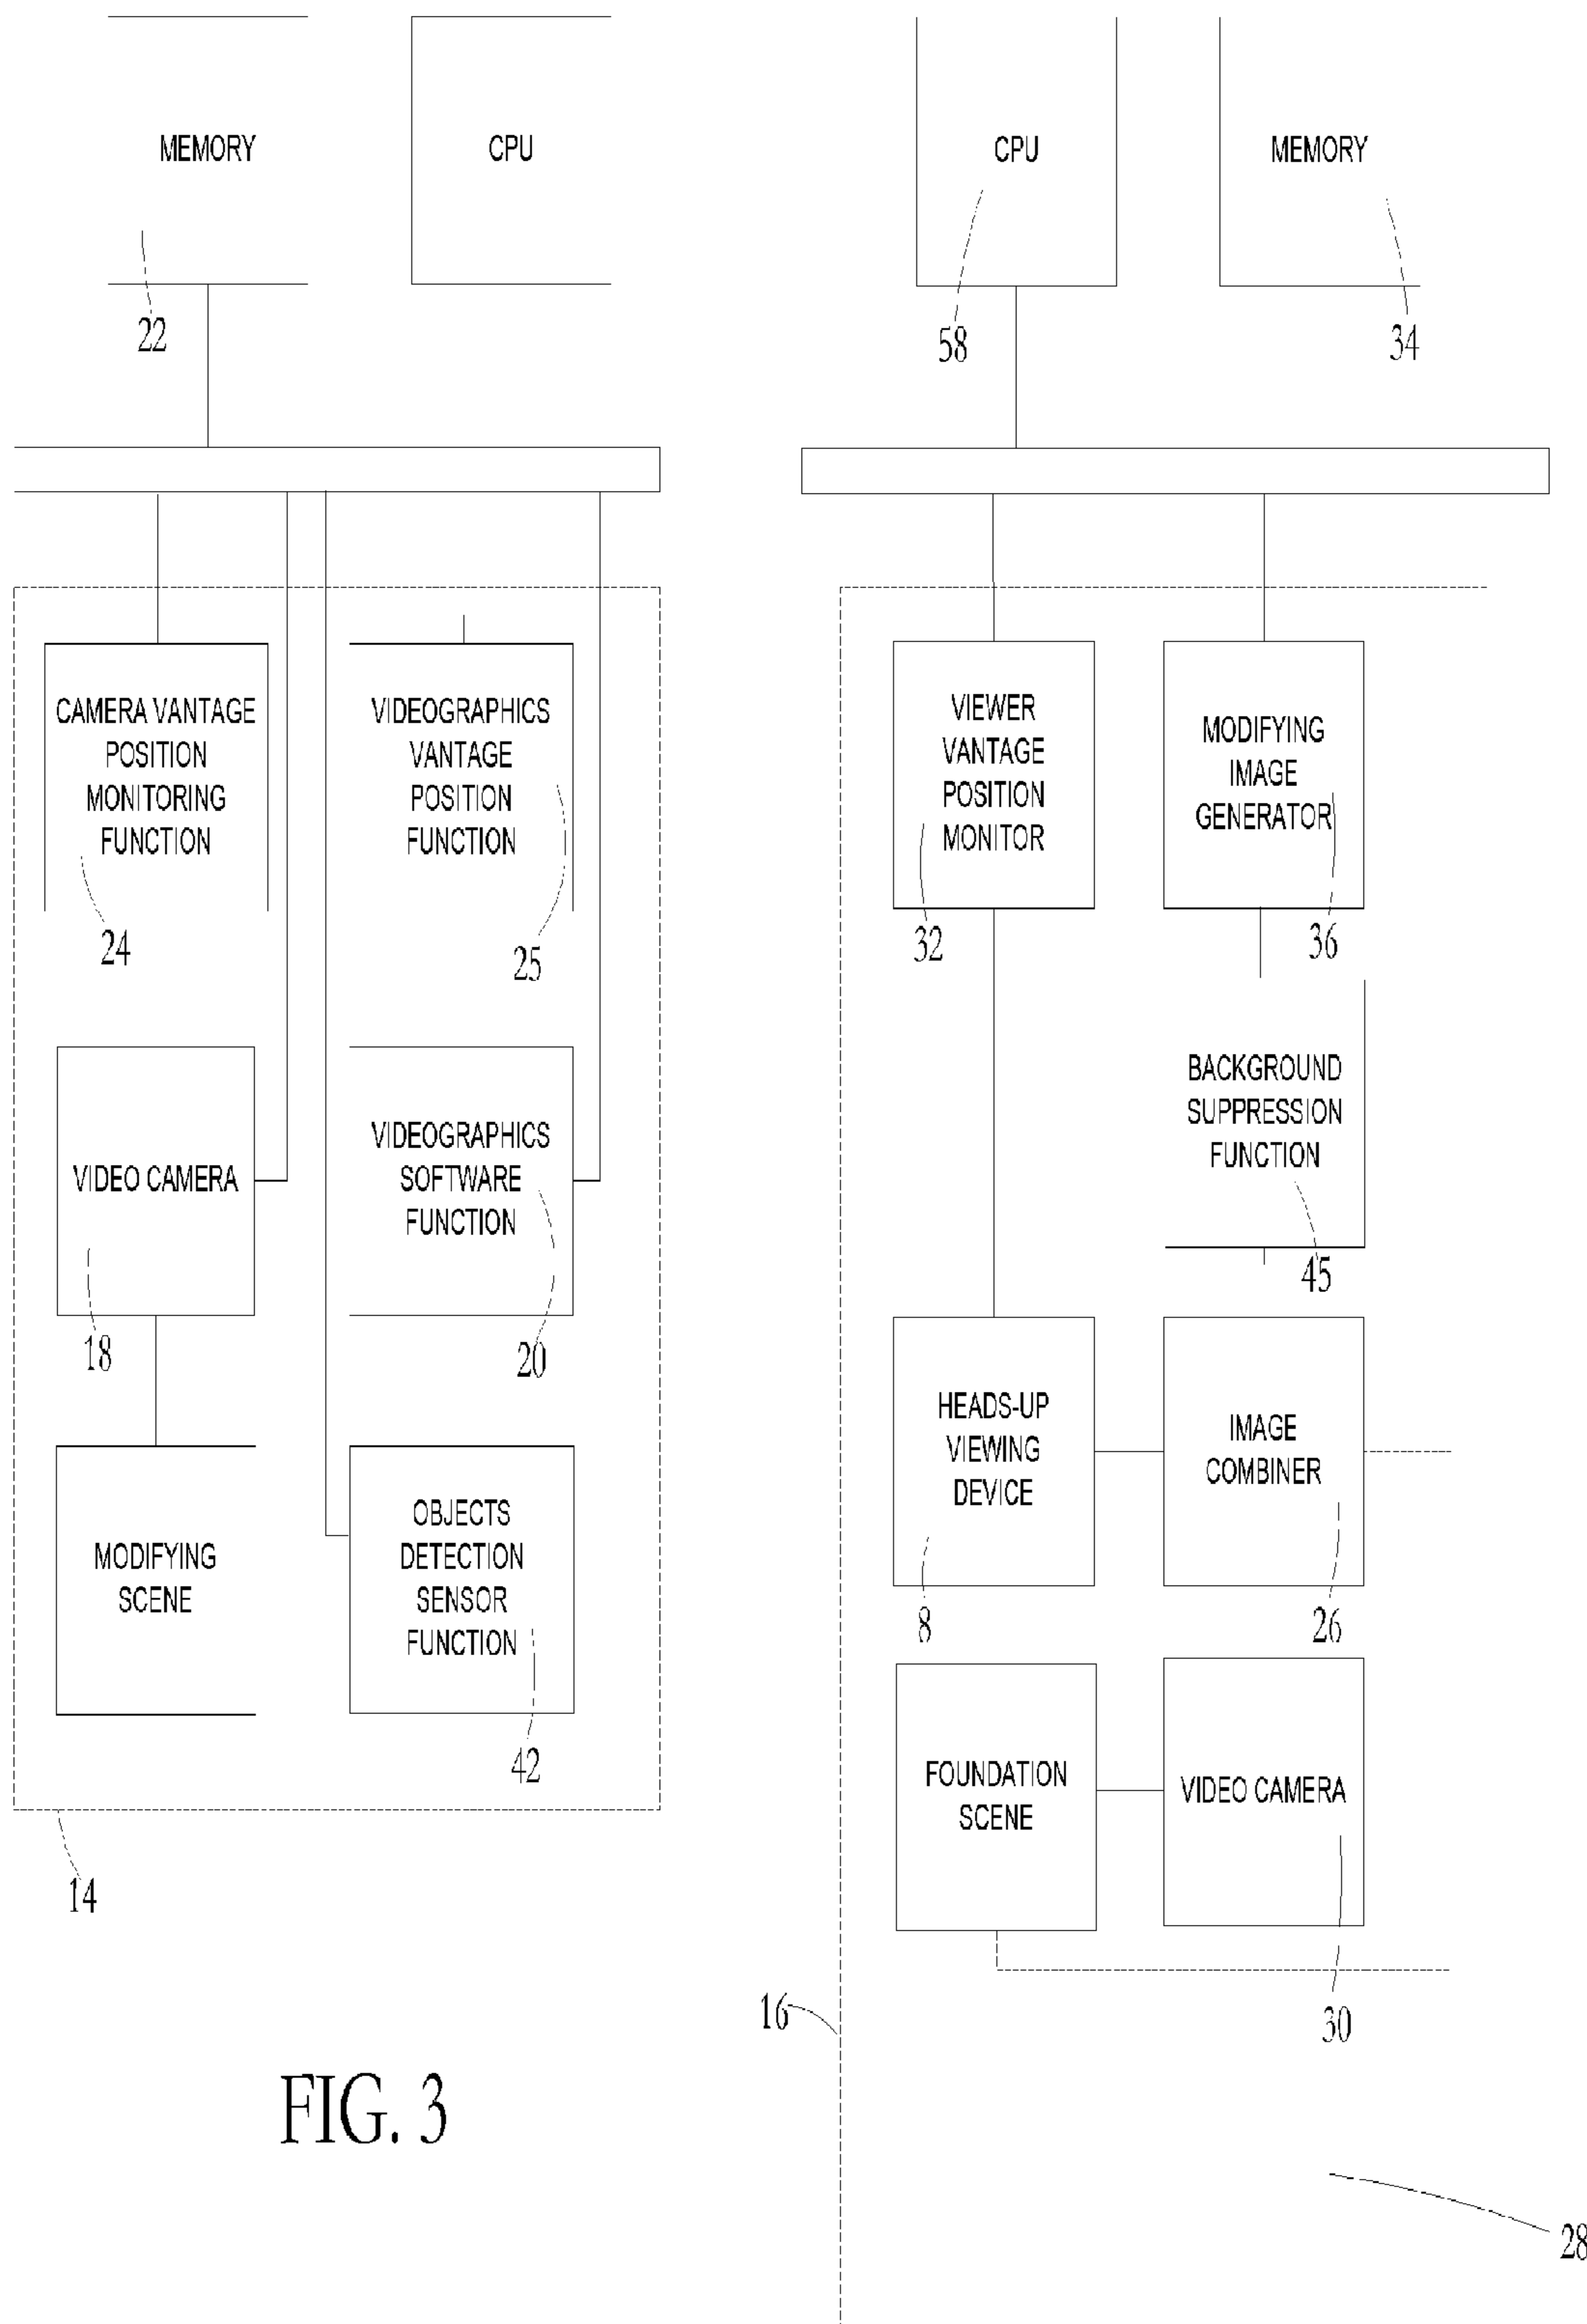 MEMORY
CPU
CPU
MEMORY
22
58
34
CAMERA VANTAGE
POSITION
MONITORING
FUNCTION
24
VIDEOGRAPHICS
VANTAGE
POSITION
FUNCTION
25
VIEWER
VANTAGE
POSITION
MONITOR
32
MODIFYING
IMAGE
GENERATOR
36
VIDEO CAMERA
18
VIDEOGRAPHICS
SOFTWARE
FUNCTION
20
BACKGROUND
SUPPRESSION
FUNCTION
45
MODIFYING
SCENE
OBJECTS
DETECTION
SENSOR
FUNCTION
42
HEADS-UP
VIEWING
DEVICE
8
IMAGE
COMBINER
26
FOUNDATION
SCENE
VIDEO CAMERA
30
14
16
FIG. 3
28